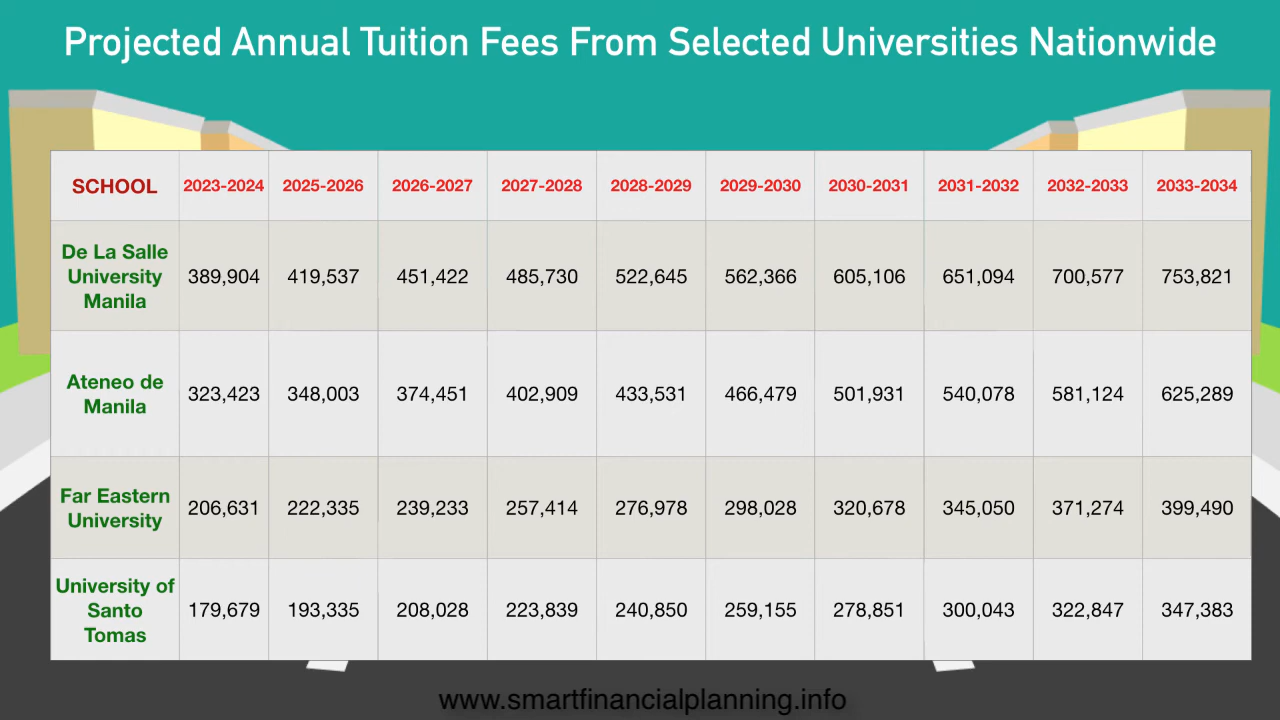 Projected Annual Tuition Fees From Selected Universities Nationwide
SCHOOL 2023-2024 2025-2026 2026-2027 2027-2028 2028-2029 2029-2030 2030-2031 2031-2032 2032-2033 2033-2034
De La Salle
University
Manila
389,904 419,537 451,422 485,730 522,645 562,366 605,106 651,094 700,577 753,821
Ateneo de
Manila
323,423 348,003 374,451 402,909 433,531 466,479 501,931 540,078 581,124 625,289
Far Eastern
University
206,631 222,335 239,233 257,414 276,978 298,028 320,678 345,050 371,274 399,490
University of
Santo
Tomas
179,679 193,335 208,028 223,839 240,850 259,155 278,851 300,043 322,847 347,383
www.smartfinancialplanning.info